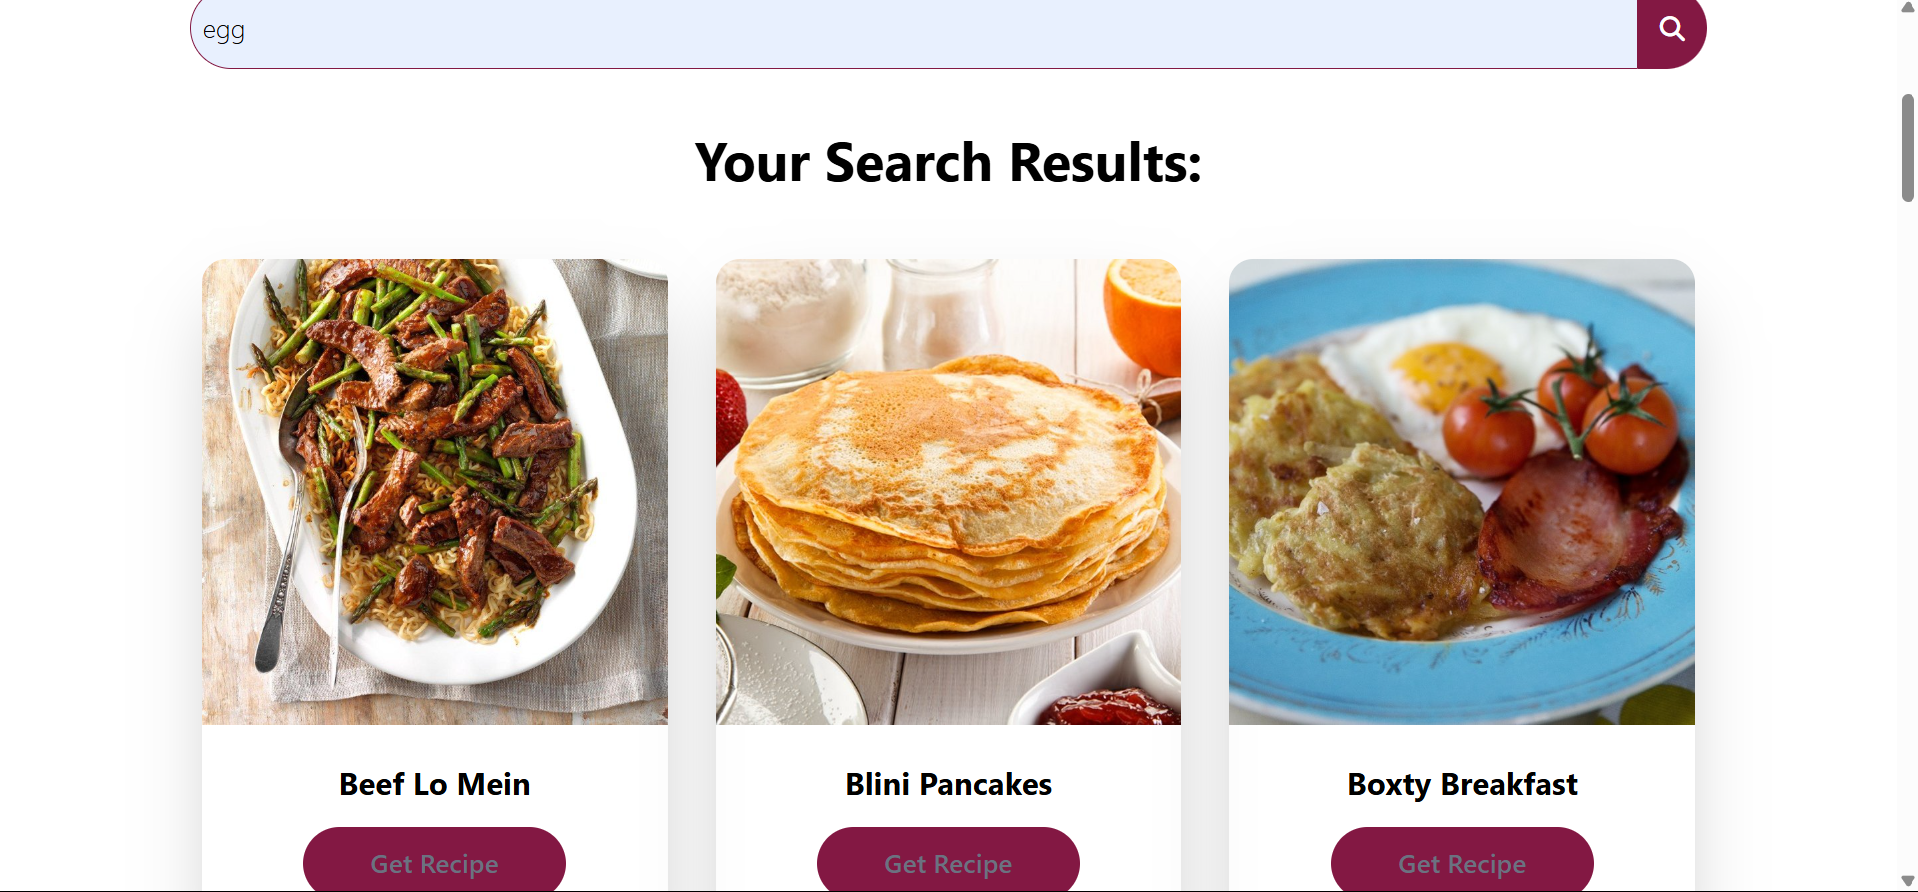 egg
Your Search Results:
Beef Lo Mein
Blini Pancakes
Boxty Breakfast
Get Recipe
Get Recipe
Get Recipe